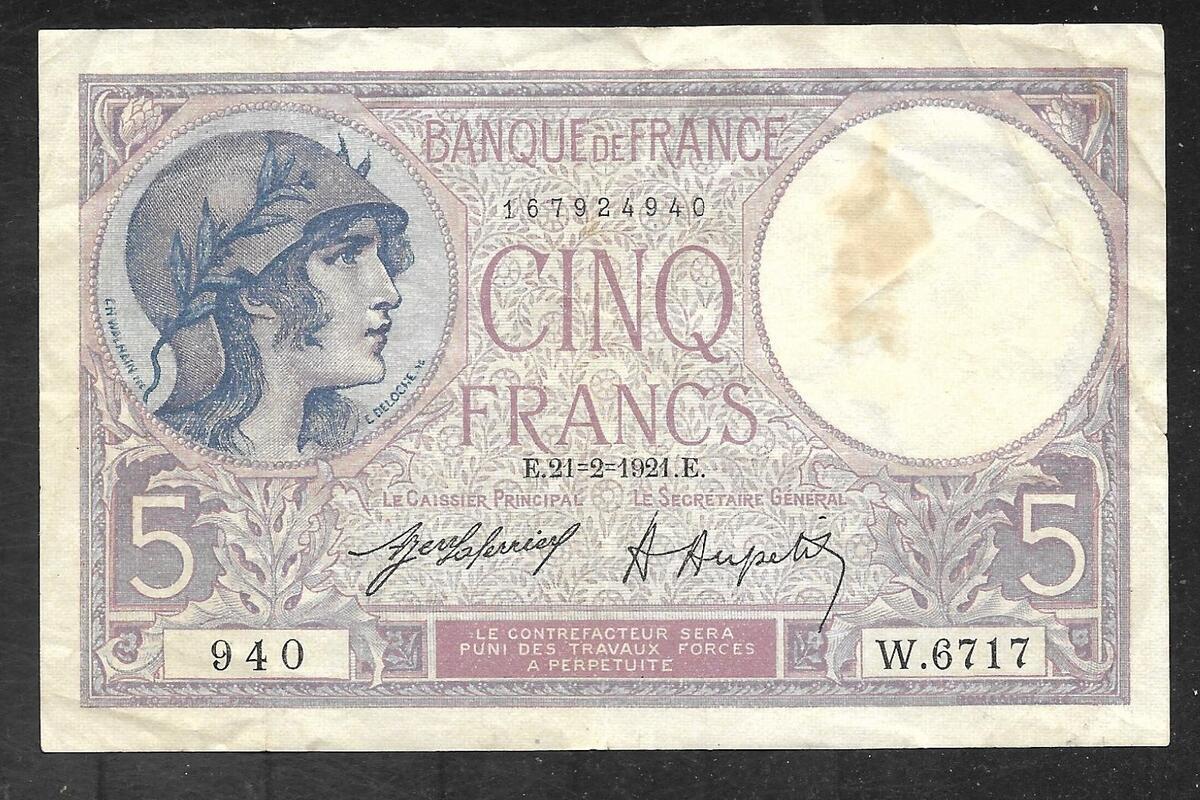 BANQUE DE FRANCE
167924940
CINQ
FRANCS
E.21=2=1921.E.
LE CAISSIER PRINCIPAL
LE SECRÉTAIRE GÉNÉRAL
5
5
940
LE CONTREFACTEUR SERA
PUNI DES TRAVAUX FORCÉS
A PERPÉTUITÉ
W.6717
E. DELOCHE